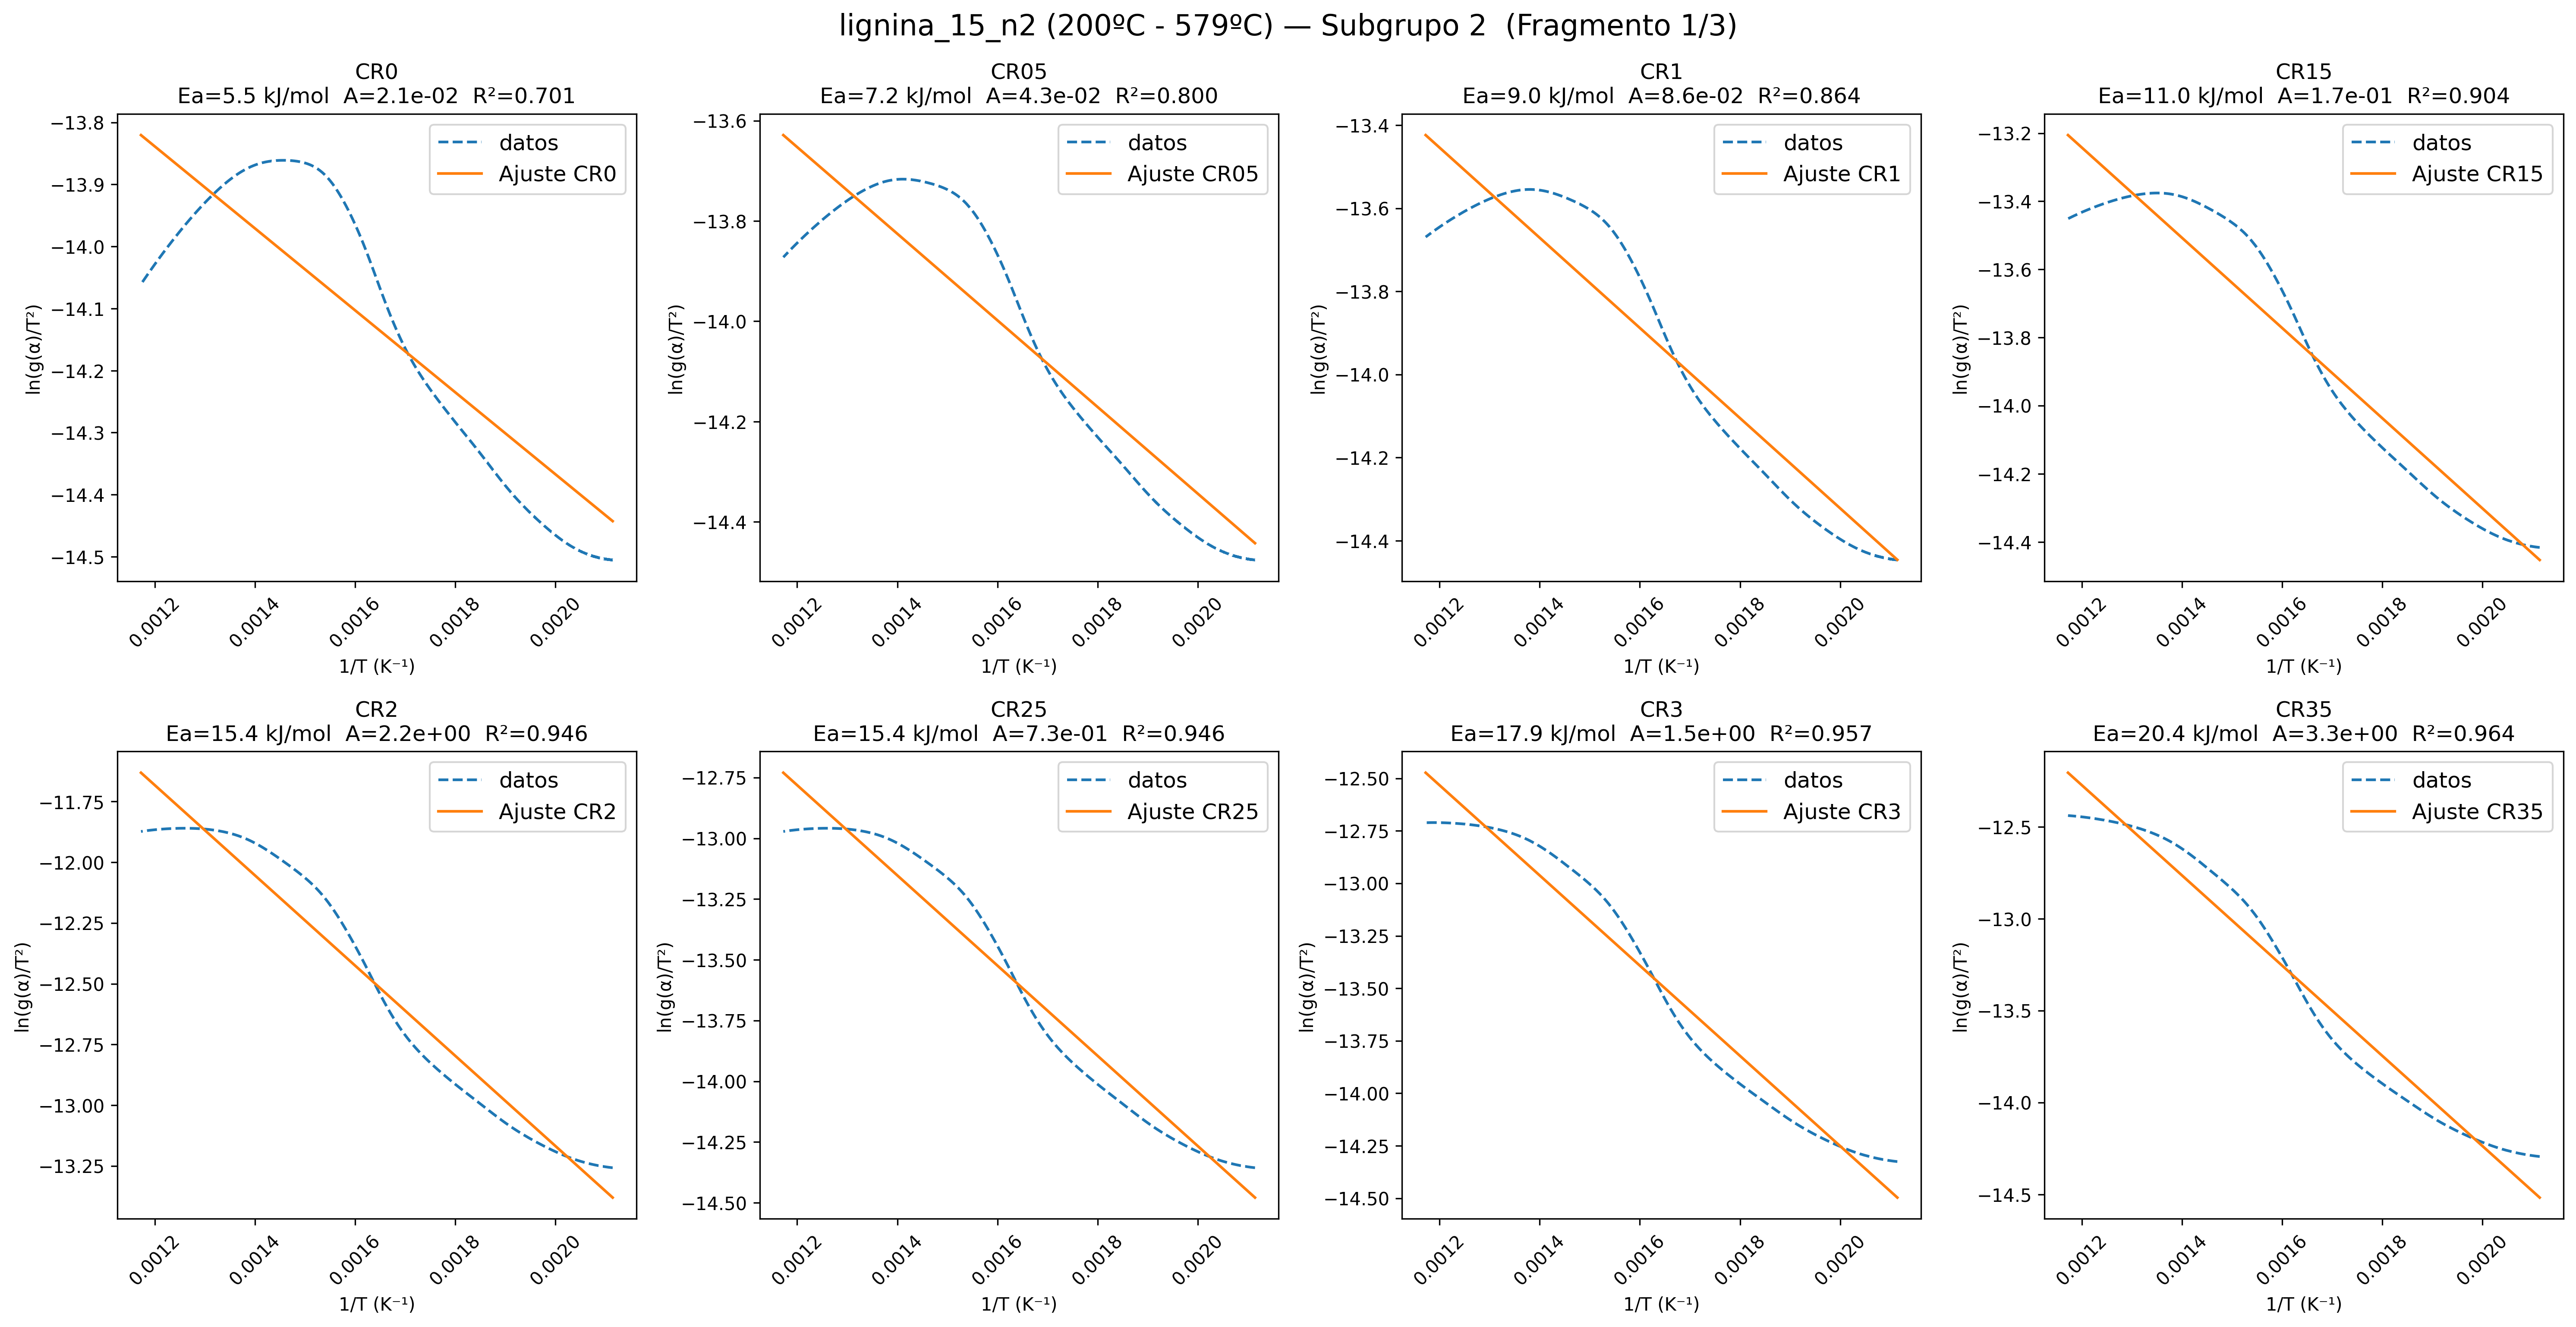 lignina_15_n2 (200ºC - 579ºC) — Subgrupo 2  (Fragmento 1/3)
CR0
Ea=5.5 kJ/mol  A=2.1e-02  R²=0.701
−13.8
−13.9
−14.0
−14.1
−14.2
−14.3
−14.4
−14.5
ln(g(α)/T²)
datos
Ajuste CR0
0.0012
0.0014
0.0016
0.0018
0.0020
1/T (K⁻¹)
CR05
Ea=7.2 kJ/mol  A=4.3e-02  R²=0.800
−13.6
−13.8
−14.0
−14.2
−14.4
ln(g(α)/T²)
datos
Ajuste CR05
0.0012
0.0014
0.0016
0.0018
0.0020
1/T (K⁻¹)
CR1
Ea=9.0 kJ/mol  A=8.6e-02  R²=0.864
−13.4
−13.6
−13.8
−14.0
−14.2
−14.4
ln(g(α)/T²)
datos
Ajuste CR1
0.0012
0.0014
0.0016
0.0018
0.0020
1/T (K⁻¹)
CR15
Ea=11.0 kJ/mol  A=1.7e-01  R²=0.904
−13.2
−13.4
−13.6
−13.8
−14.0
−14.2
−14.4
ln(g(α)/T²)
datos
Ajuste CR15
0.0012
0.0014
0.0016
0.0018
0.0020
1/T (K⁻¹)
CR2
Ea=15.4 kJ/mol  A=2.2e+00  R²=0.946
−11.75
−12.00
−12.25
−12.50
−12.75
−13.00
−13.25
ln(g(α)/T²)
datos
Ajuste CR2
0.0012
0.0014
0.0016
0.0018
0.0020
1/T (K⁻¹)
CR25
Ea=15.4 kJ/mol  A=7.3e-01  R²=0.946
−12.75
−13.00
−13.25
−13.50
−13.75
−14.00
−14.25
−14.50
ln(g(α)/T²)
datos
Ajuste CR25
0.0012
0.0014
0.0016
0.0018
0.0020
1/T (K⁻¹)
CR3
Ea=17.9 kJ/mol  A=1.5e+00  R²=0.957
−12.50
−12.75
−13.00
−13.25
−13.50
−13.75
−14.00
−14.25
−14.50
ln(g(α)/T²)
datos
Ajuste CR3
0.0012
0.0014
0.0016
0.0018
0.0020
1/T (K⁻¹)
CR35
Ea=20.4 kJ/mol  A=3.3e+00  R²=0.964
−12.5
−13.0
−13.5
−14.0
−14.5
ln(g(α)/T²)
datos
Ajuste CR35
0.0012
0.0014
0.0016
0.0018
0.0020
1/T (K⁻¹)